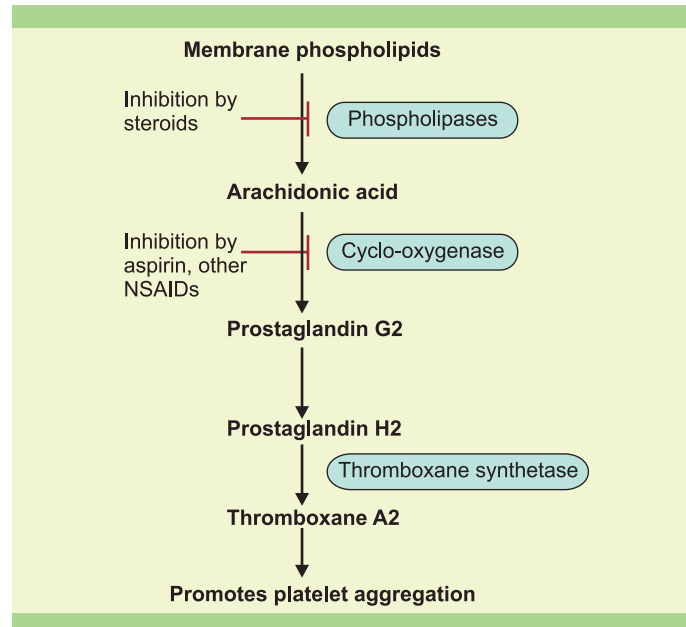 Membrane phospholipids
Inhibition by
steroids
Phospholipases
Arachidonic acid
Inhibition by
aspirin, other
NSAIDs
Cyclo-oxygenase
Prostaglandin G2
Prostaglandin H2
Thromboxane synthetase
Thromboxane A2
Promotes platelet aggregation